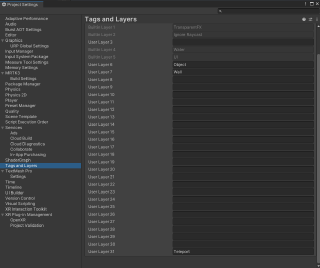 Project Settings
Adaptive Performance
Audio
Burst AOT Settings
Editor
Graphics
URP Global Settings
Input Manager
Input System Package
Measure Tool Settings
Memory Settings
MRTK3
Build Settings
Package Manager
Physics
Physics 2D
Player
Preset Manager
Quality
Scene Template
Script Execution Order
Services
Ads
Cloud Build
Cloud Diagnostics
Collaborate
In-App Purchasing
ShaderGraph
Tags and Layers
TextMesh Pro
Settings
Time
Timeline
UI Builder
Version Control
Visual Scripting
XR Interaction Toolkit
XR Plug-in Management
OpenXR
Project Validation
Tags and Layers
Builtin Layer 1 TransparentFX
Builtin Layer 2 Ignore Raycast
User Layer 3
Builtin Layer 4 Water
Builtin Layer 5 UI
User Layer 6 Object
User Layer 7 Wall
User Layer 8
User Layer 9
User Layer 10
User Layer 11
User Layer 12
User Layer 13
User Layer 14
User Layer 15
User Layer 16
User Layer 17
User Layer 18
User Layer 19
User Layer 20
User Layer 21
User Layer 22
User Layer 23
User Layer 24
User Layer 25
User Layer 26
User Layer 27
User Layer 28
User Layer 29
User Layer 30
User Layer 31 Teleport